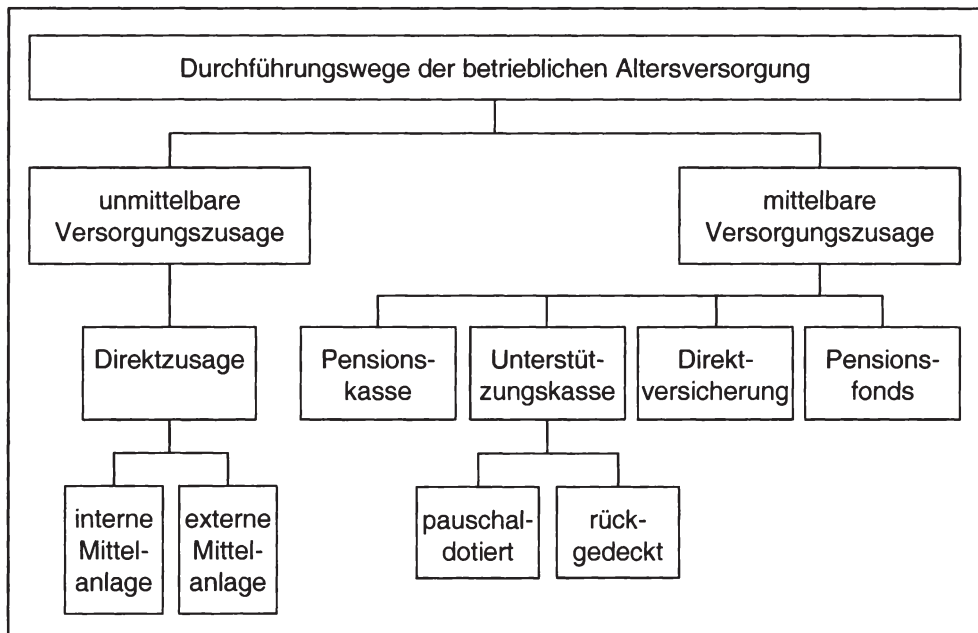 Durchführungswege der betrieblichen Altersversorgung
unmittelbare
Versorgungszusage
mittelbare
Versorgungszusage
Direktzusage
Pensions-
kasse
Unterstüt-
zungskasse
Direkt-
versicherung
Pensions-
fonds
interne
Mittel-
anlage
externe
Mittel-
anlage
pauschal-
dotiert
rück-
gedeckt